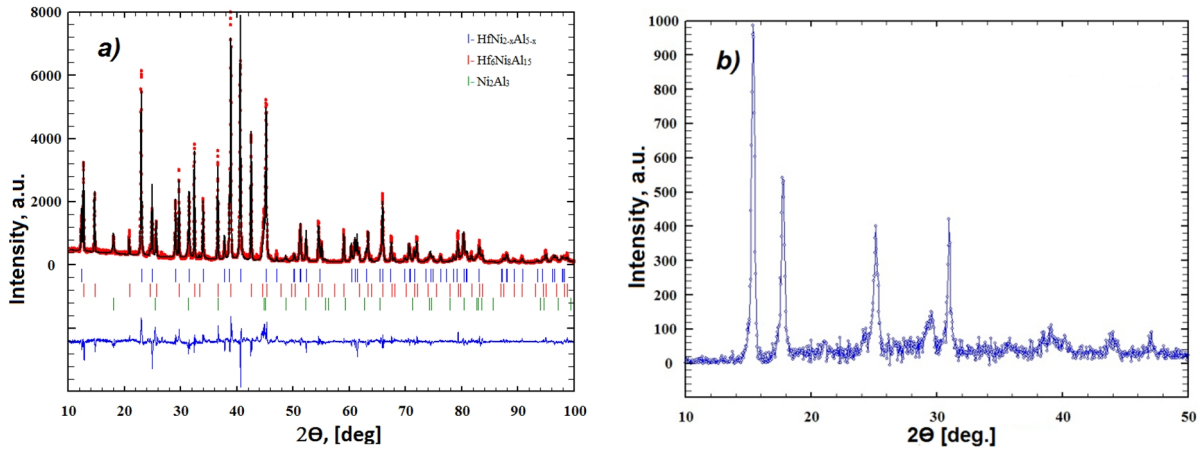 a)
|- HfNi2-xAl5-x
|- Hf6Ni8Al15
|- Ni2Al3
Intensity, a.u.
8000
6000
4000
2000
0
10 20 30 40 50 60 70 80 90 100
2Θ, [deg]
b)
Intensity, a.u.
1000
900
800
700
600
500
400
300
200
100
0
10 20 30 40 50
2Θ [deg.]